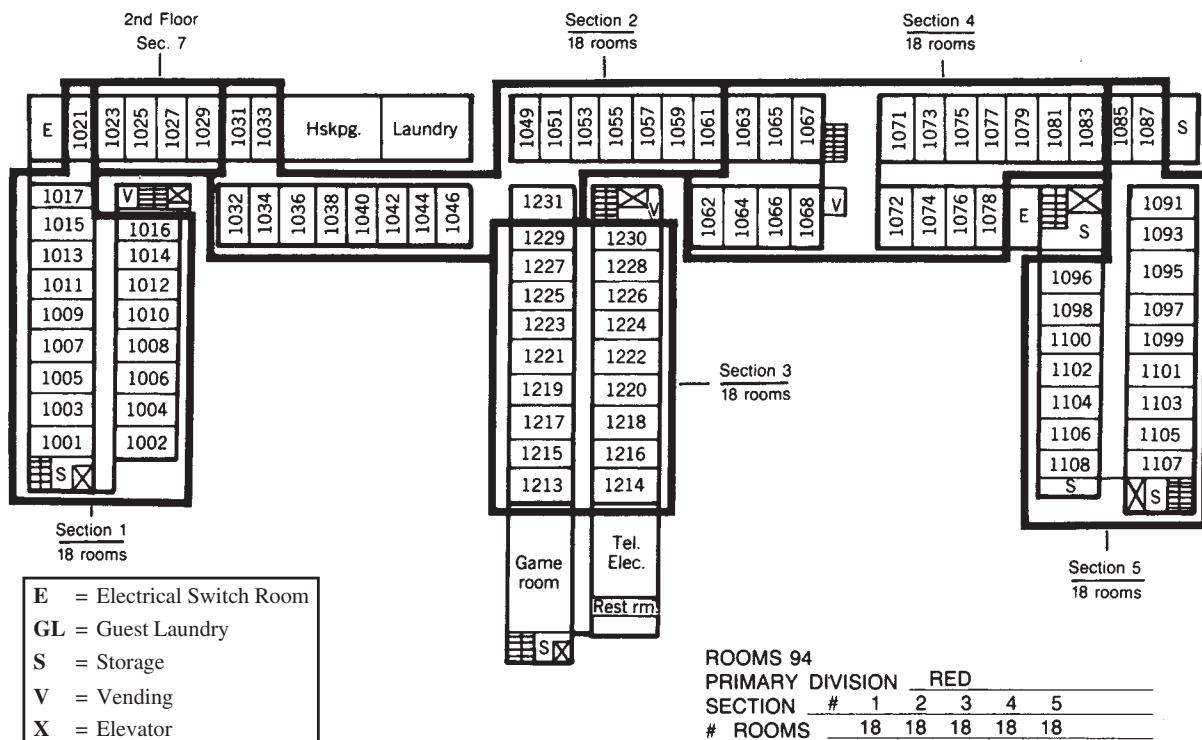 2nd Floor
Sec. 7
Section 2
18 rooms
Section 4
18 rooms
E 1021 1023 1025 1027 1029 1031 1033 Hskpg. Laundry 1049 1051 1053 1055 1057 1059 1061 1063 1065 1067 1071 1073 1075 1077 1079 1081 1083 1085 1087 S
1017 V 1032 1034 1036 1038 1040 1042 1044 1046 1231 V 1062 1064 1066 1068 V 1072 1074 1076 1078 E S 1091
1015 1016 1229 1230 1093
1013 1014 1227 1228 1096 1095
1011 1012 1225 1226 1098 1097
1009 1010 1223 1224 1100 1099
1007 1008 1221 1222 1102 1101
1005 1006 1219 1220 1104 1103
1003 1004 1217 1218 1106 1105
1001 1002 1215 1216 1108 1107
S 1213 1214 S S
Section 3
18 rooms
Section 1
18 rooms
Game
room
Tel.
Elec.
Rest rm.
S
Section 5
18 rooms
E = Electrical Switch Room
GL = Guest Laundry
S = Storage
V = Vending
X = Elevator
ROOMS 94
PRIMARY DIVISION RED
SECTION # 1 2 3 4 5
# ROOMS 18 18 18 18 18